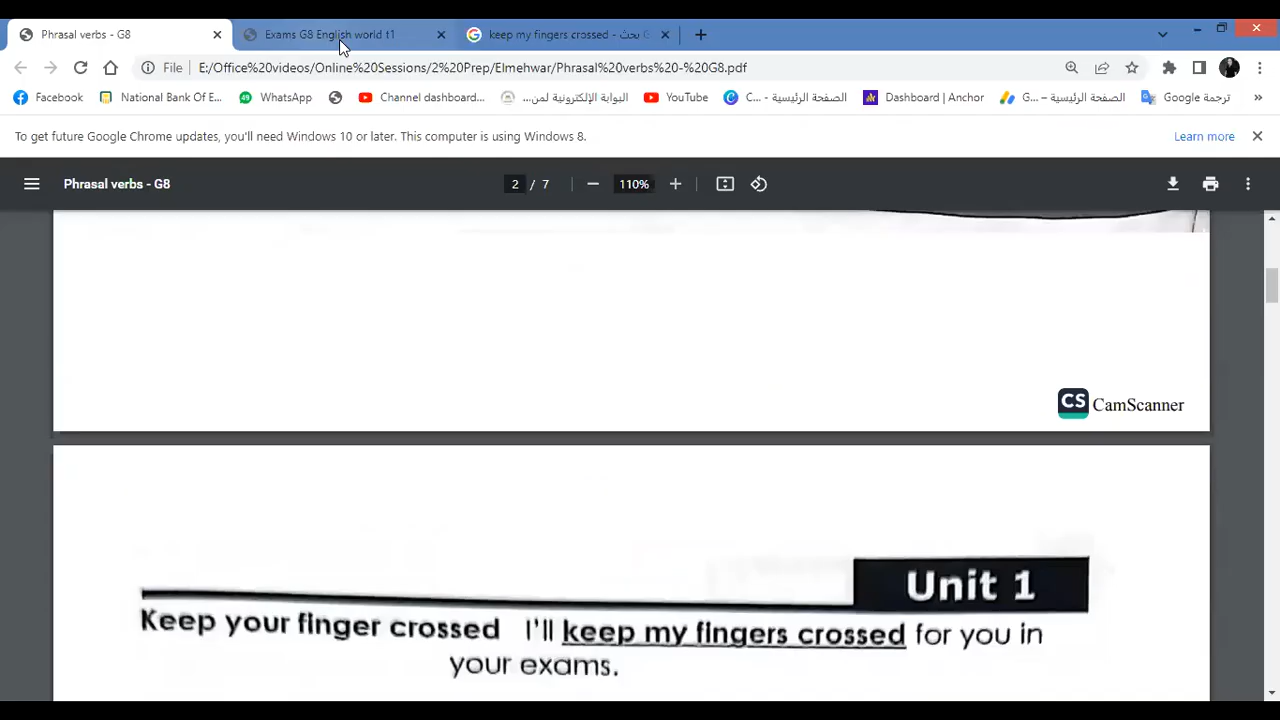 Phrasal verbs - G8
Exams G8 English world t1
keep my fingers crossed - بحث G
File
E:/Office%20videos/Online%20Sessions/2%20Prep/Elmehwar/Phrasal%20verbs%20-%20G8.pdf
Facebook
National Bank Of E...
49
WhatsApp
Channel dashboard...
البوابة الإلكترونية لمن...
YouTube
الصفحة الرئيسية - ...C
Dashboard | Anchor
الصفحة الرئيسية – ...G
ترجمة Google
»
To get future Google Chrome updates, you'll need Windows 10 or later. This computer is using Windows 8.
Learn more
Phrasal verbs - G8
2 / 7
110%
CS CamScanner
Unit 1
Keep your finger crossed I'll keep my fingers crossed for you in
your exams.